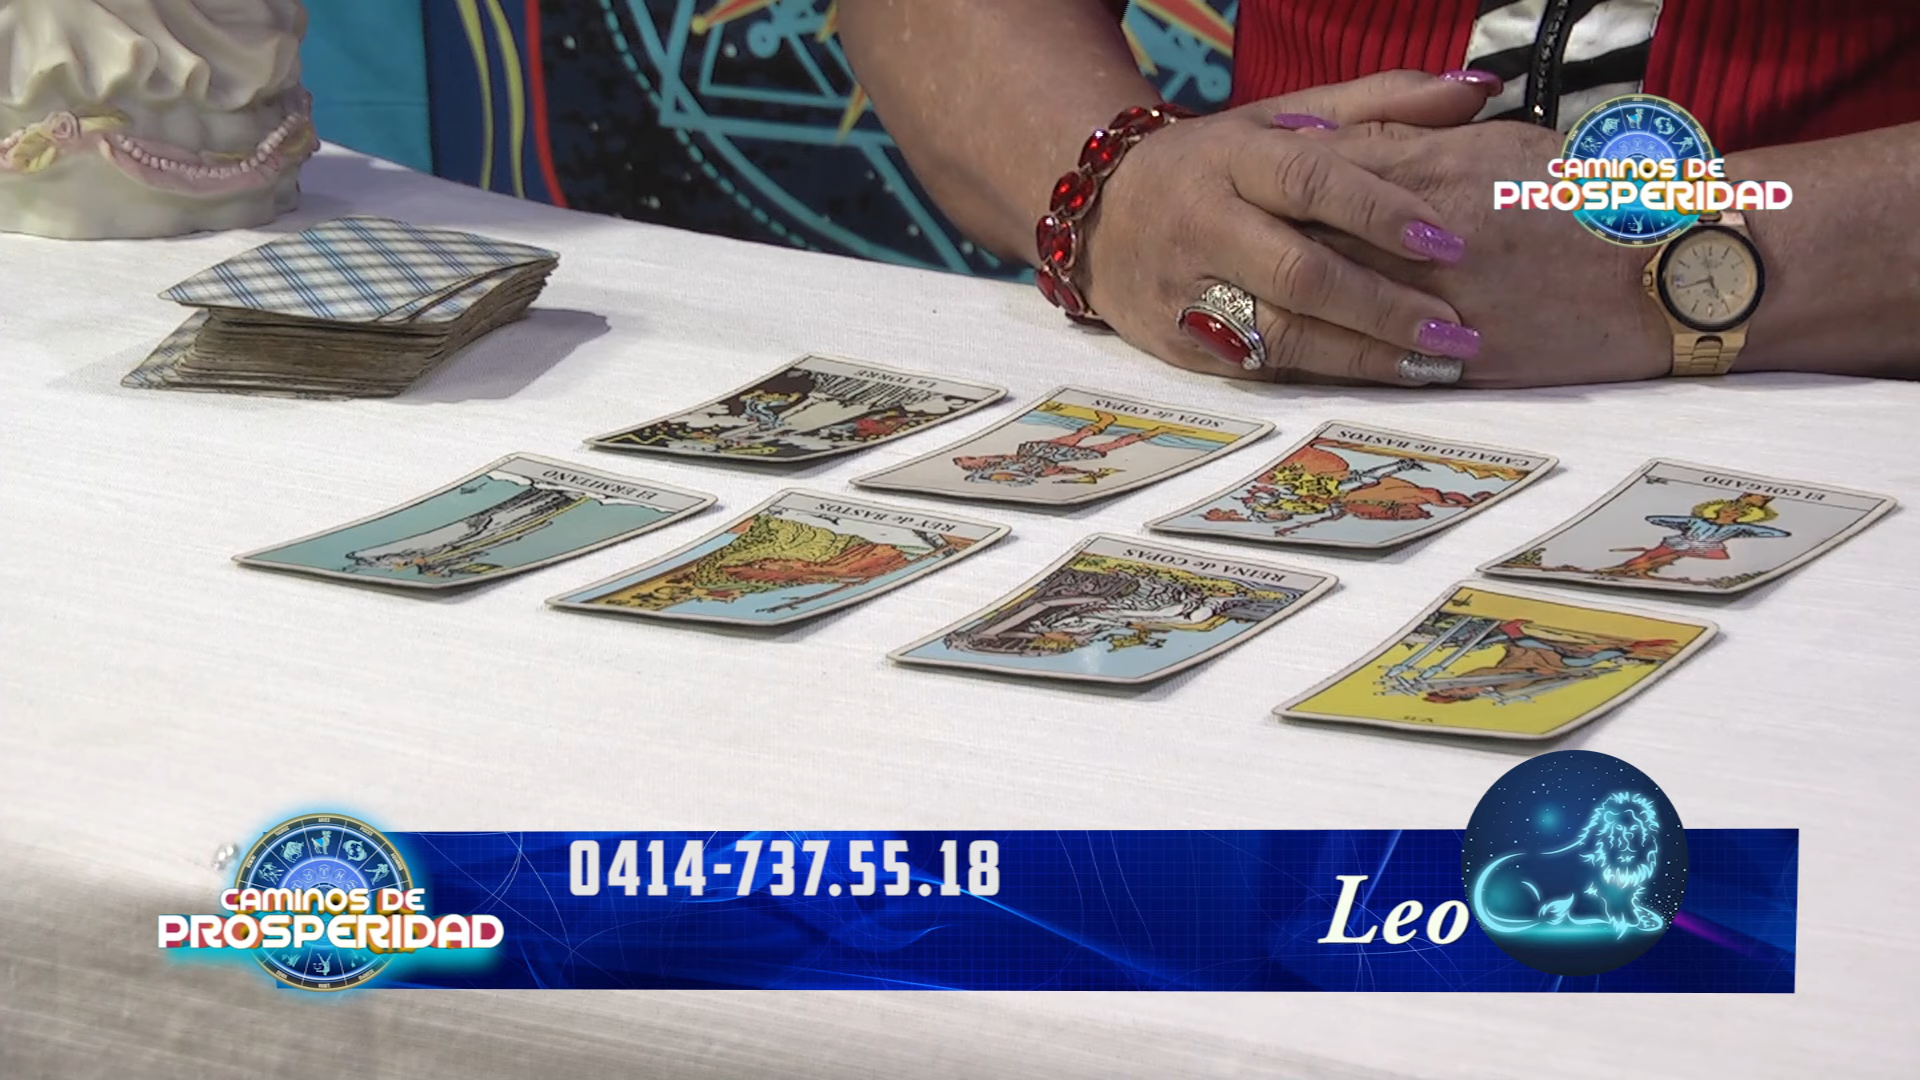 CAMINOS DE
PROSPERIDAD
LA TORRE
SOTA de COPAS
CABALLO de BASTOS
El COLGADO
El ERMITAÑO
REY de BASTOS
REINA de COPAS
CAMINOS DE
PROSPERIDAD
0414-737.55.18
Leo